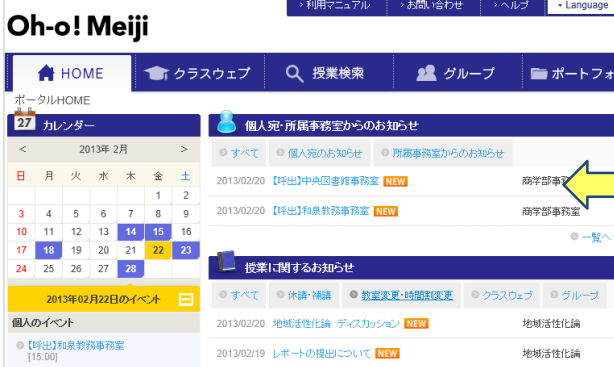 › 利用マニュアル › お問い合わせ › ヘルプ Language
Oh-o! Meiji
HOME クラスウェブ 授業検索 グループ ポートフォ
ポータルHOME
27 カレンダー
< 2013年 2月 >
日 月 火 水 木 金 土
1 2
3 4 5 6 7 8 9
10 11 12 13 14 15 16
17 18 19 20 21 22 23
24 25 26 27 28
2013年02月22日のイベント
個人のイベント
【呼出】和泉教務事務室
[15:00]
個人宛・所属事務室からのお知らせ
すべて 個人宛のお知らせ 所属事務室からのお知らせ
2013/02/20 【呼出】中央図書館事務室 NEW 商学部事務
2013/02/20 【呼出】和泉教務事務室 NEW 商学部事務室
一覧へ
授業に関するお知らせ
すべて 休講・補講 教室変更・時間割変更 クラスウェブ グループ
2013/02/20 地域活性化論 ディスカッション NEW 地域活性化論
2013/02/19 レポートの提出について NEW 地域活性化論